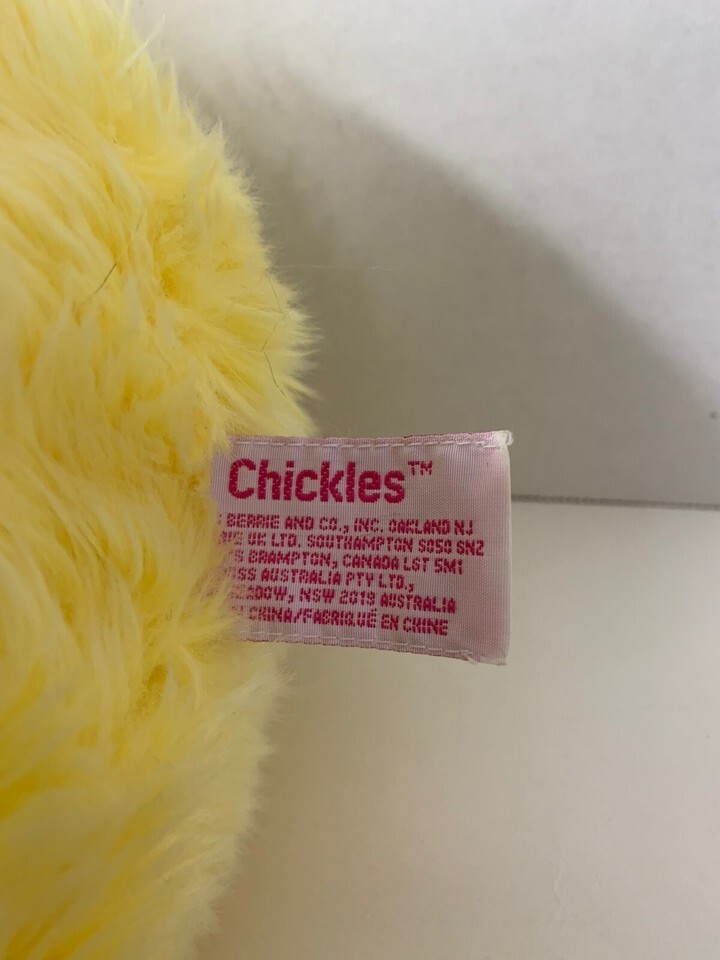 Chickles™
BERRIE AND CO., INC. OAKLAND NJ
UK LTD. SOUTHAMPTON SO50 SN2
BRAMPTON, CANADA L6T 5M1
AUSTRALIA PTY LTD.,
NSW 2019 AUSTRALIA
CHINA/FABRIQUÉ EN CHINE